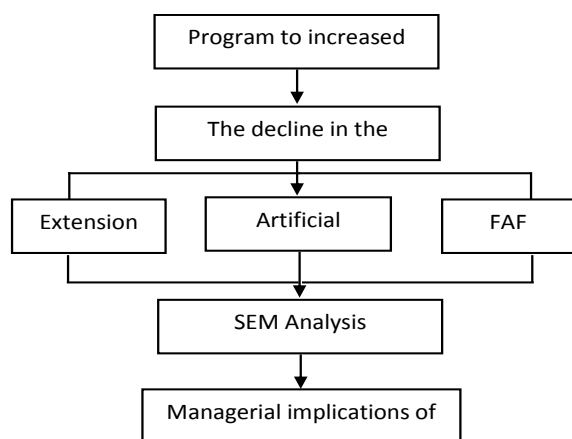 Program to increased
The decline in the
Extension
Artificial
FAF
SEM Analysis
Managerial implications of